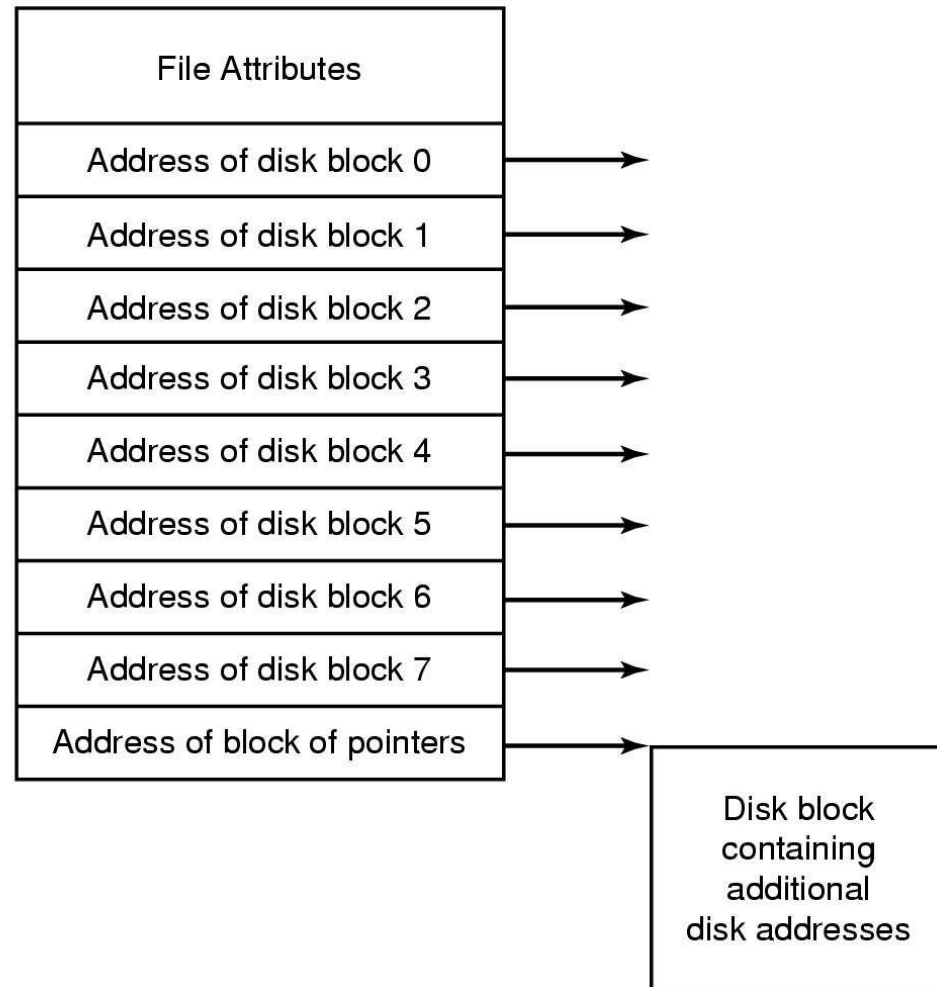 File Attributes
Address of disk block 0
Address of disk block 1
Address of disk block 2
Address of disk block 3
Address of disk block 4
Address of disk block 5
Address of disk block 6
Address of disk block 7
Address of block of pointers
Disk block
containing
additional
disk addresses